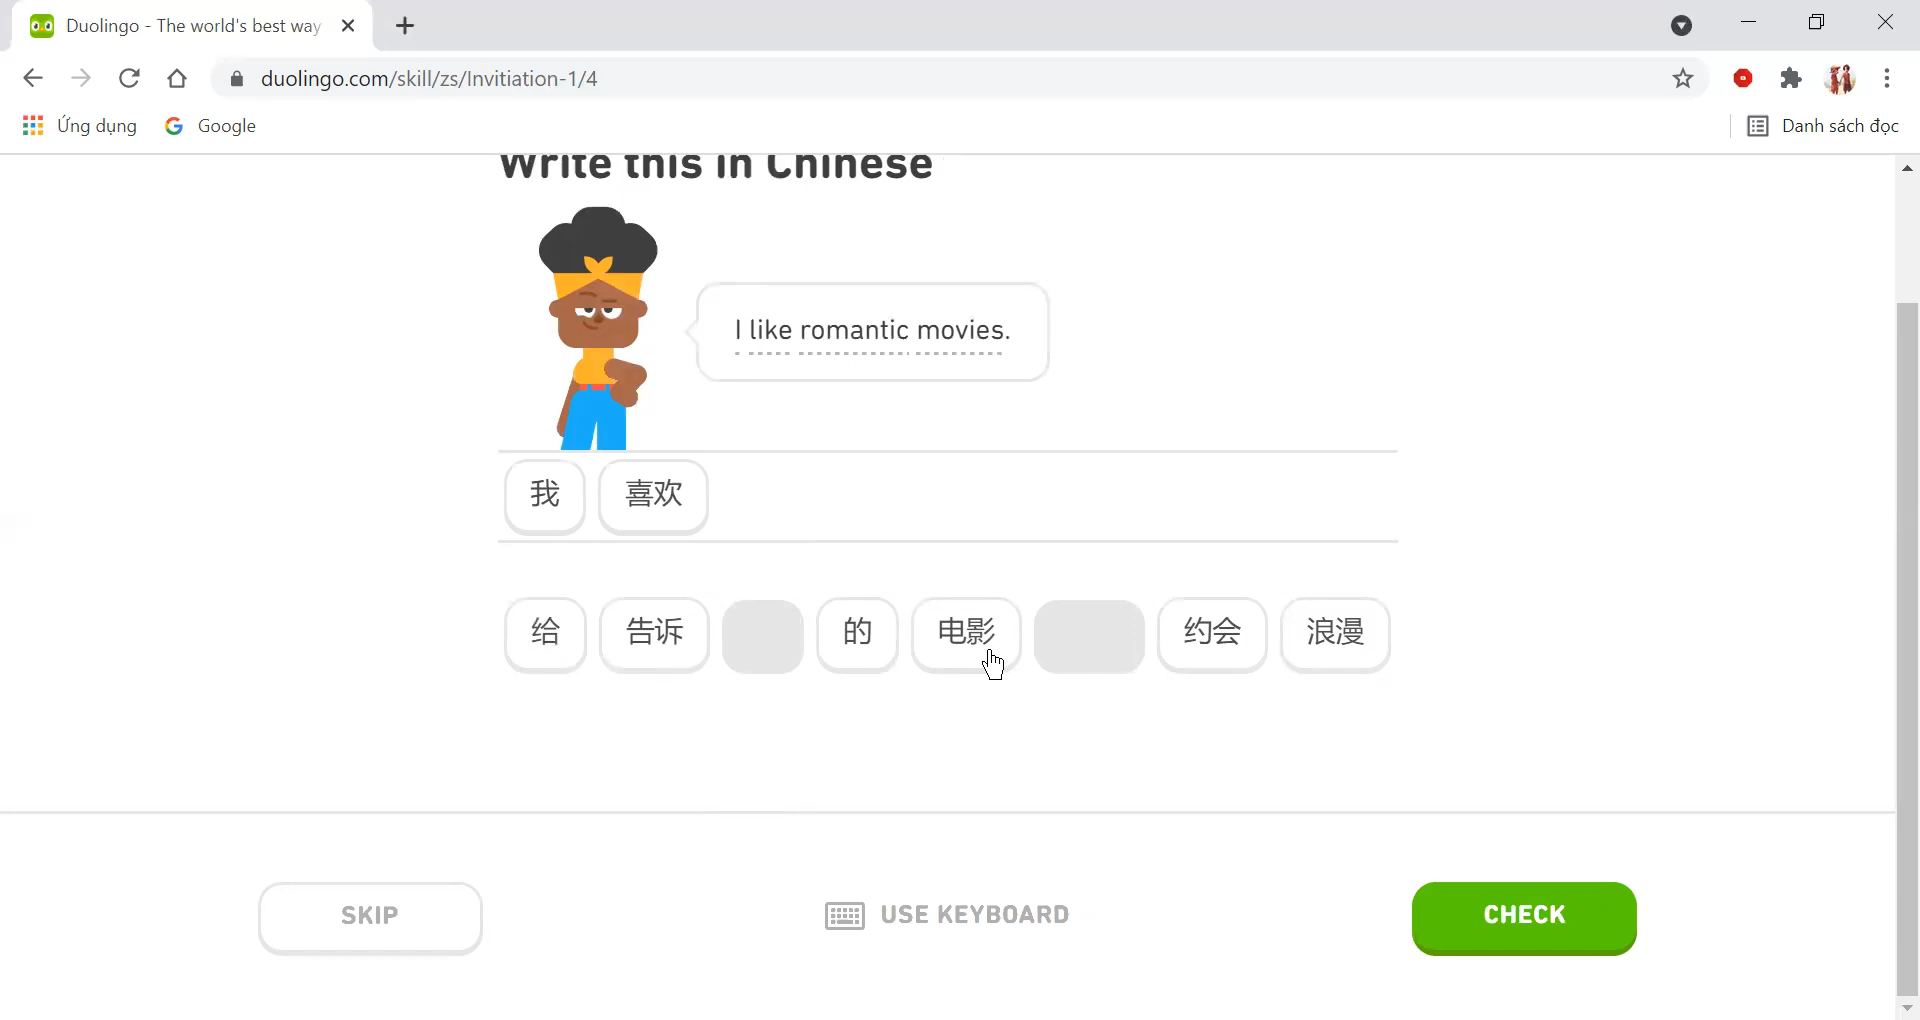 Duolingo - The world's best way
duolingo.com/skill/zs/Invitiation-1/4
Ứng dụng Google Danh sách đọc
Write this in Chinese
I like romantic movies.
我 喜欢
给 告诉 的 电影 约会 浪漫
SKIP USE KEYBOARD CHECK